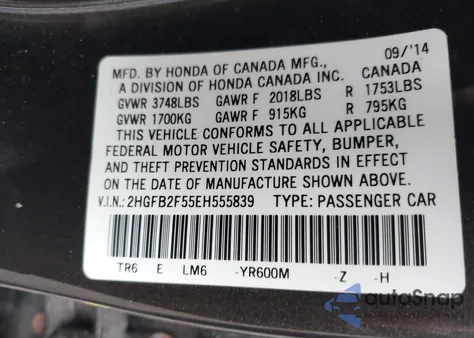 09/'14
MFD. BY HONDA OF CANADA MFG.,
A DIVISION OF HONDA CANADA INC. CANADA
GVWR 3748LBS GAWR F 2018LBS R 1753LBS
GVWR 1700KG GAWR F 915KG R 795KG
THIS VEHICLE CONFORMS TO ALL APPLICABLE
FEDERAL MOTOR VEHICLE SAFETY, BUMPER,
AND THEFT PREVENTION STANDARDS IN EFFECT
ON THE DATE OF MANUFACTURE SHOWN ABOVE.
V.I.N.: 2HGFB2F55EH555839 TYPE: PASSENGER CAR
TR6 E LM6 -YR600M -Z -H
autoSnap